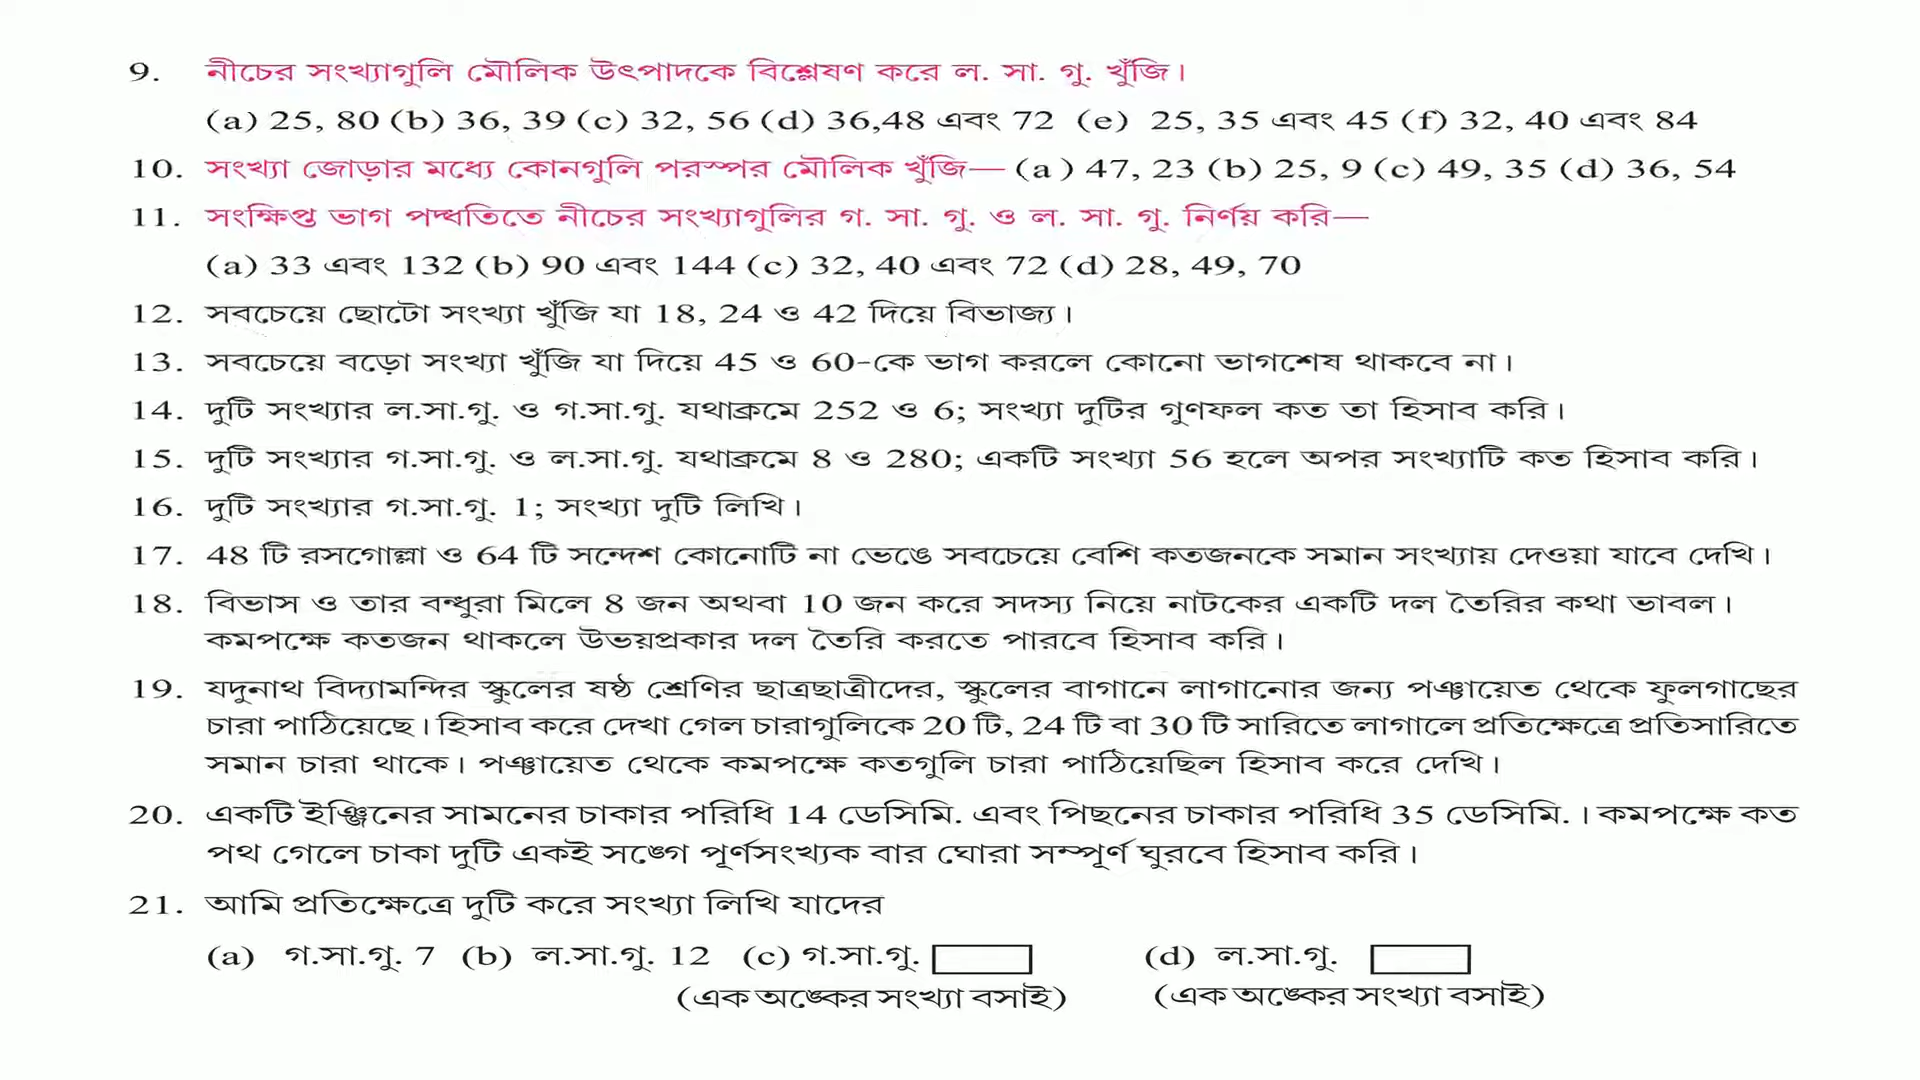 9. নীচের সংখ্যাগুলি মৌলিক উৎপাদকে বিশ্লেষণ করে ল. সা. গু. খুঁজি।
(a) 25, 80 (b) 36, 39 (c) 32, 56 (d) 36,48 এবং 72 (e) 25, 35 এবং 45 (f) 32, 40 এবং 84
10. সংখ্যা জোড়ার মধ্যে কোনগুলি পরস্পর মৌলিক খুঁজি— (a ) 47, 23 (b) 25, 9 (c) 49, 35 (d) 36, 54
11. সংক্ষিপ্ত ভাগ পদ্ধতিতে নীচের সংখ্যাগুলির গ. সা. গু. ও ল. সা. গু. নির্ণয় করি—
(a) 33 এবং 132 (b) 90 এবং 144 (c) 32, 40 এবং 72 (d) 28, 49, 70
12. সবচেয়ে ছোটো সংখ্যা খুঁজি যা 18, 24 ও 42 দিয়ে বিভাজ্য।
13. সবচেয়ে বড়ো সংখ্যা খুঁজি যা দিয়ে 45 ও 60-কে ভাগ করলে কোনো ভাগশেষ থাকবে না।
14. দুটি সংখ্যার ল.সা.গু. ও গ.সা.গু. যথাক্রমে 252 ও 6; সংখ্যা দুটির গুণফল কত তা হিসাব করি।
15. দুটি সংখ্যার গ.সা.গু. ও ল.সা.গু. যথাক্রমে 8 ও 280; একটি সংখ্যা 56 হলে অপর সংখ্যাটি কত হিসাব করি।
16. দুটি সংখ্যার গ.সা.গু. 1; সংখ্যা দুটি লিখি।
17. 48 টি রসগোল্লা ও 64 টি সন্দেশ কোনোটি না ভেঙে সবচেয়ে বেশি কতজনকে সমান সংখ্যায় দেওয়া যাবে দেখি।
18. বিভাস ও তার বন্ধুরা মিলে 8 জন অথবা 10 জন করে সদস্য নিয়ে নাটকের একটি দল তৈরির কথা ভাবল।
কমপক্ষে কতজন থাকলে উভয়প্রকার দল তৈরি করতে পারবে হিসাব করি।
19. যদুনাথ বিদ্যামন্দির স্কুলের ষষ্ঠ শ্রেণির ছাত্রছাত্রীদের, স্কুলের বাগানে লাগানোর জন্য পঞ্চায়েত থেকে ফুলগাছের
চারা পাঠিয়েছে। হিসাব করে দেখা গেল চারাগুলিকে 20 টি, 24 টি বা 30 টি সারিতে লাগালে প্রতিক্ষেত্রে প্রতিসারিতে
সমান চারা থাকে। পঞ্চায়েত থেকে কমপক্ষে কতগুলি চারা পাঠিয়েছিল হিসাব করে দেখি।
20. একটি ইঞ্জিনের সামনের চাকার পরিধি 14 ডেসিমি. এবং পিছনের চাকার পরিধি 35 ডেসিমি.। কমপক্ষে কত
পথ গেলে চাকা দুটি একই সঙ্গে পূর্ণসংখ্যক বার ঘোরা সম্পূর্ণ ঘুরবে হিসাব করি।
21. আমি প্রতিক্ষেত্রে দুটি করে সংখ্যা লিখি যাদের
(a) গ.সা.গু. 7 (b) ল.সা.গু. 12 (c) গ.সা.গু. (d) ল.সা.গু.
(এক অঙ্কের সংখ্যা বসাই) (এক অঙ্কের সংখ্যা বসাই)